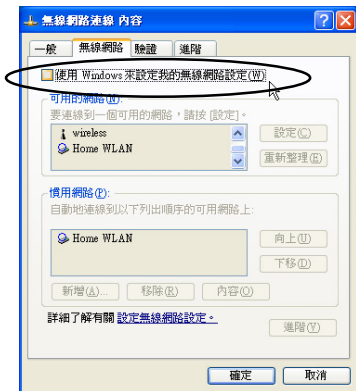 無線網路連線 內容
一般 無線網路 驗證 進階
使用 Windows 來設定我的無線網路設定(W)
可用的網路(N):
要連線到一個可用的網路，請按 [設定]。
wireless
Home WLAN
設定(C)
重新整理(R)
慣用網路(P):
自動地連線到以下列出順序的可用網路上:
Home WLAN
向上(U)
下移(D)
新增(A)... 移除(R) 內容(O)
詳細了解有關 設定無線網路設定。
進階(V)
確定 取消